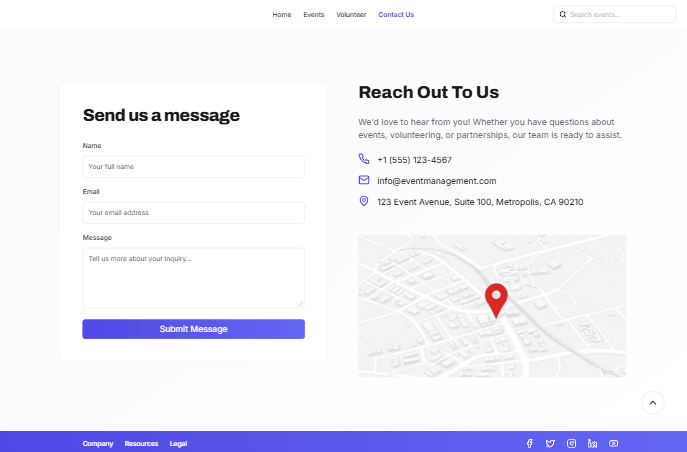 Home Events Volunteer Contact Us
Search events...
Send us a message
Name
Your full name
Email
Your email address
Message
Tell us more about your inquiry...
Submit Message
Reach Out To Us
We'd love to hear from you! Whether you have questions about
events, volunteering, or partnerships, our team is ready to assist.
+1 (555) 123-4567
info@eventmanagement.com
123 Event Avenue, Suite 100, Metropolis, CA 90210
Company Resources Legal